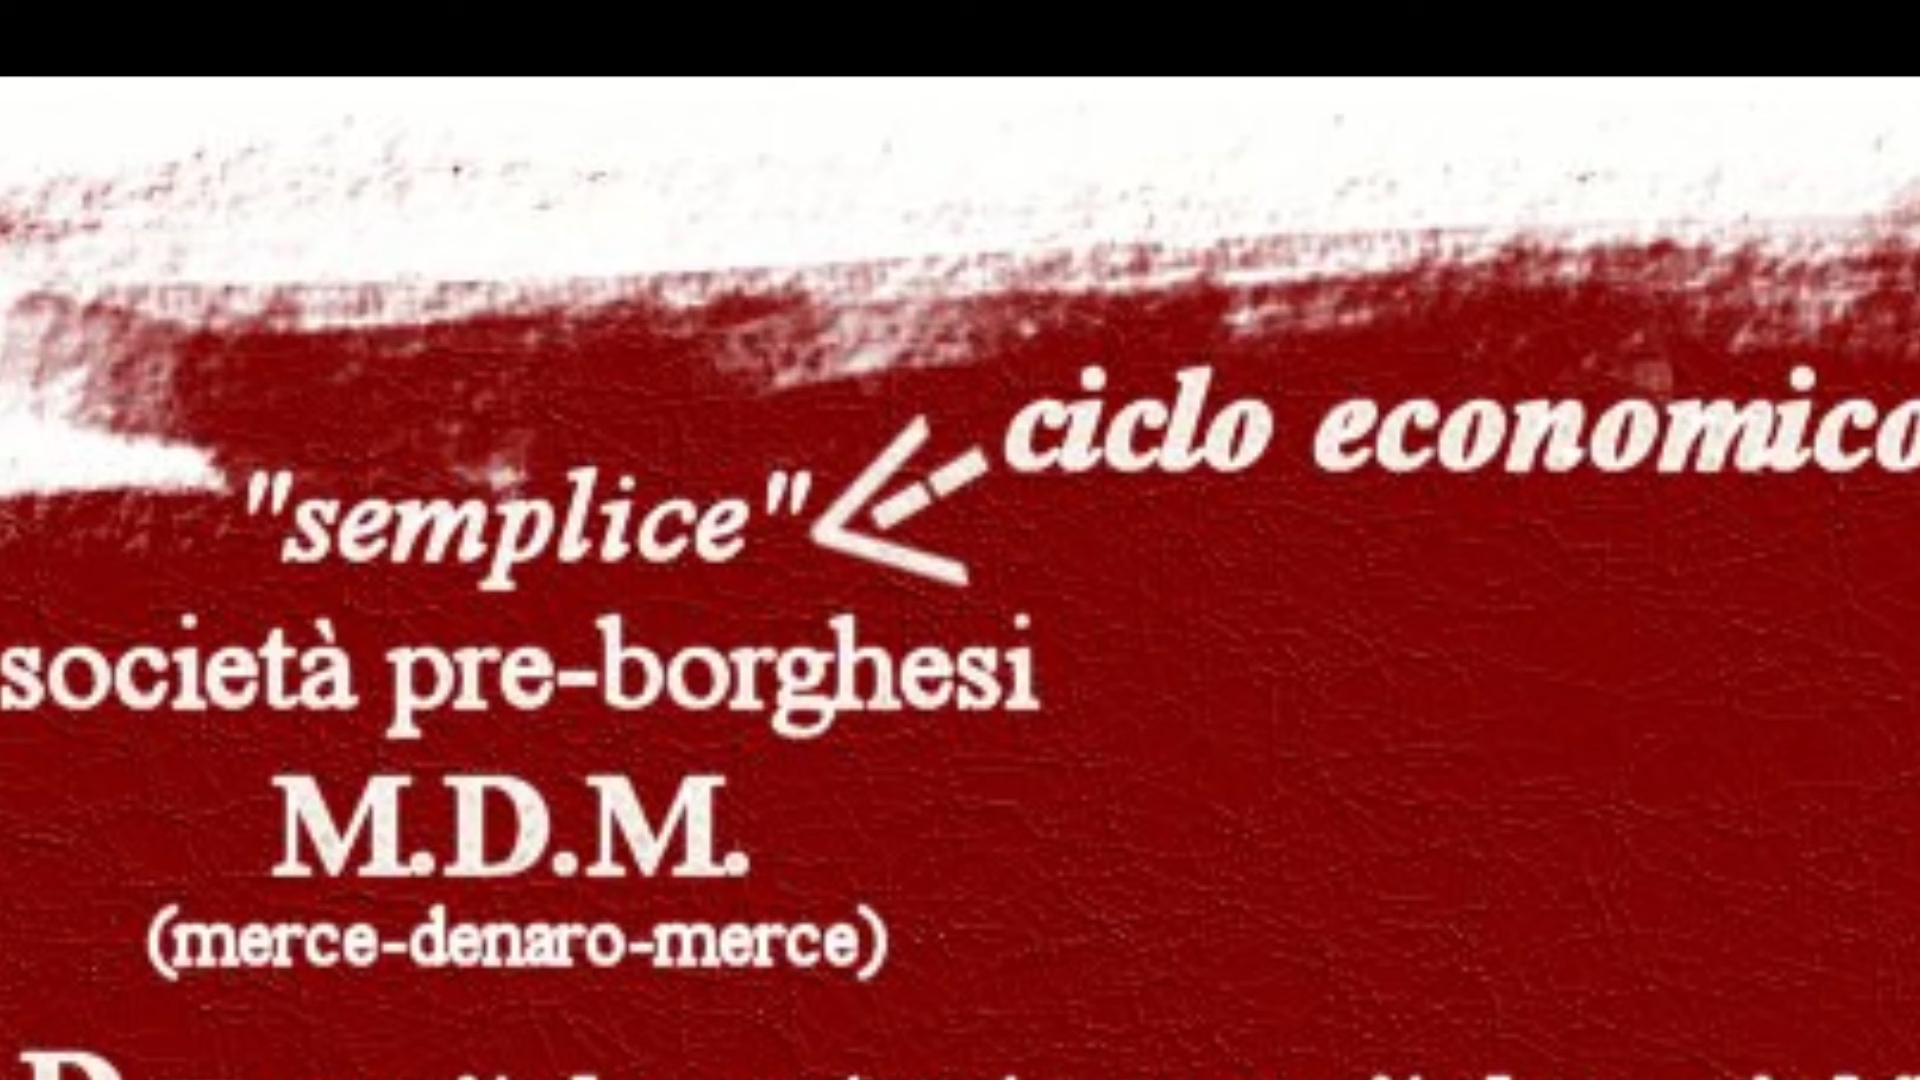 ciclo economico
"semplice"
società pre-borghesi
M.D.M.
(merce-denaro-merce)